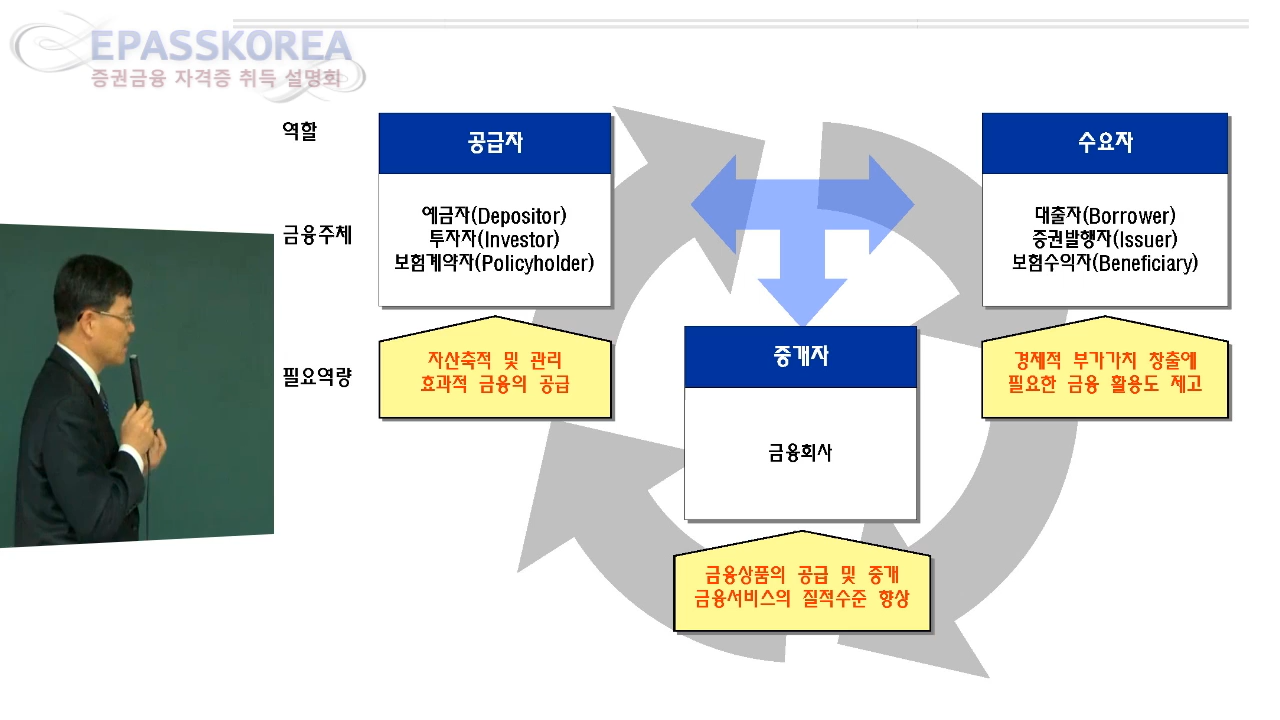 EPASSKOREA
증권금융 자격증 취득 설명회
역할
공급자
수요자
금융주체
예금자(Depositor)
투자자(Investor)
보험계약자(Policyholder)
대출자(Borrower)
증권발행자(Issuer)
보험수익자(Beneficiary)
필요역량
자산축적 및 관리
효과적 금융의 공급
중개자
금융회사
경제적 부가가치 창출에
필요한 금융 활용도 제고
금융상품의 공급 및 중개
금융서비스의 질적수준 향상